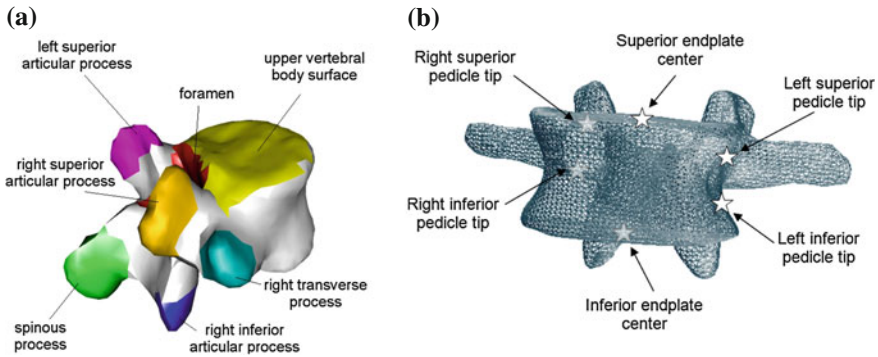 (a)
left superior
articular process
foramen
upper vertebral
body surface
right superior
articular process
spinous
process
right inferior
articular process
right transverse
process
(b)
Right superior
pedicle tip
Superior endplate
center
Left superior
pedicle tip
Right inferior
pedicle tip
Inferior endplate
center
Left inferior
pedicle tip